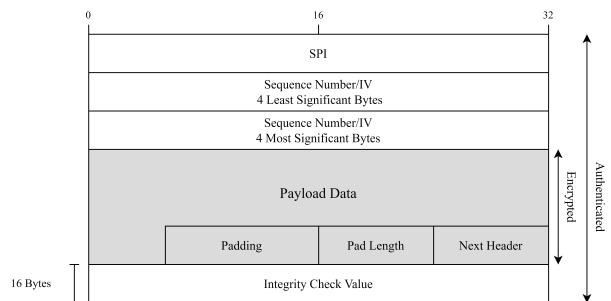 0 16 32
SPI
Sequence Number/IV
4 Least Significant Bytes
Sequence Number/IV
4 Most Significant Bytes
Payload Data
Padding Pad Length Next Header
Encrypted
Authenticated
16 Bytes
Integrity Check Value